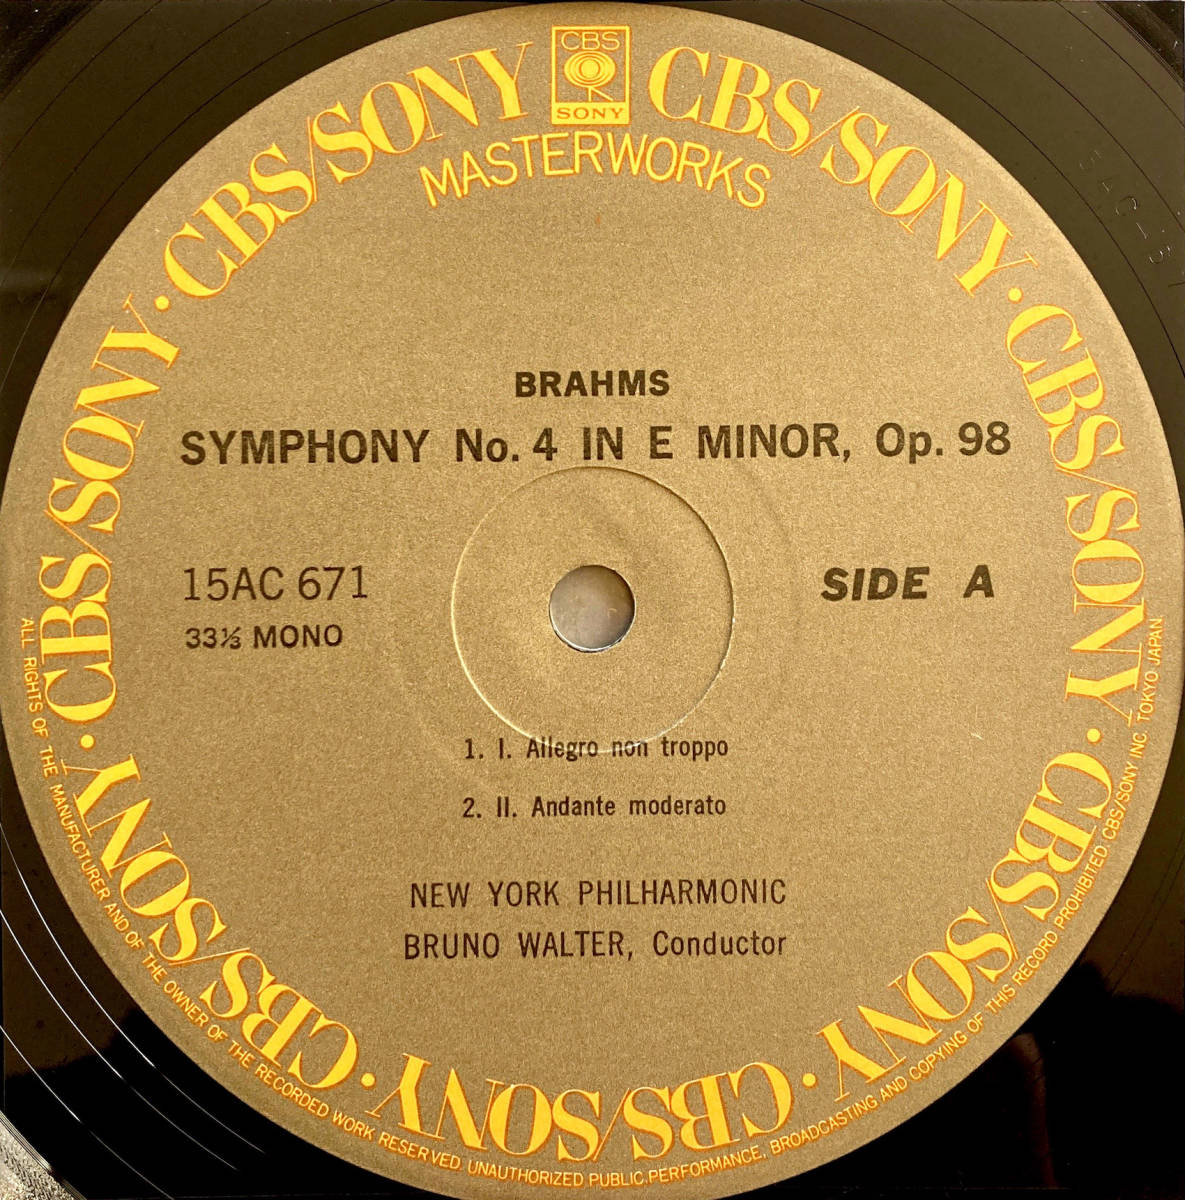 CBS/SONY · CBS/SONY · CBS/SONY · CBS/SONY · CBS/SONY · CBS/SONY · CBS/SONY
CBS
SONY
MASTERWORKS
BRAHMS
SYMPHONY No. 4 IN E MINOR, Op. 98
15AC 671
SIDE A
33⅓ MONO
1. I. Allegro non troppo
2. II. Andante moderato
NEW YORK PHILHARMONIC
BRUNO WALTER, Conductor
ALL RIGHTS OF THE MANUFACTURER AND OF THE OWNER OF THE RECORDED WORK RESERVED. UNAUTHORIZED PUBLIC PERFORMANCE, BROADCASTING AND COPYING OF THIS RECORD PROHIBITED. CBS/SONY INC. TOKYO JAPAN.